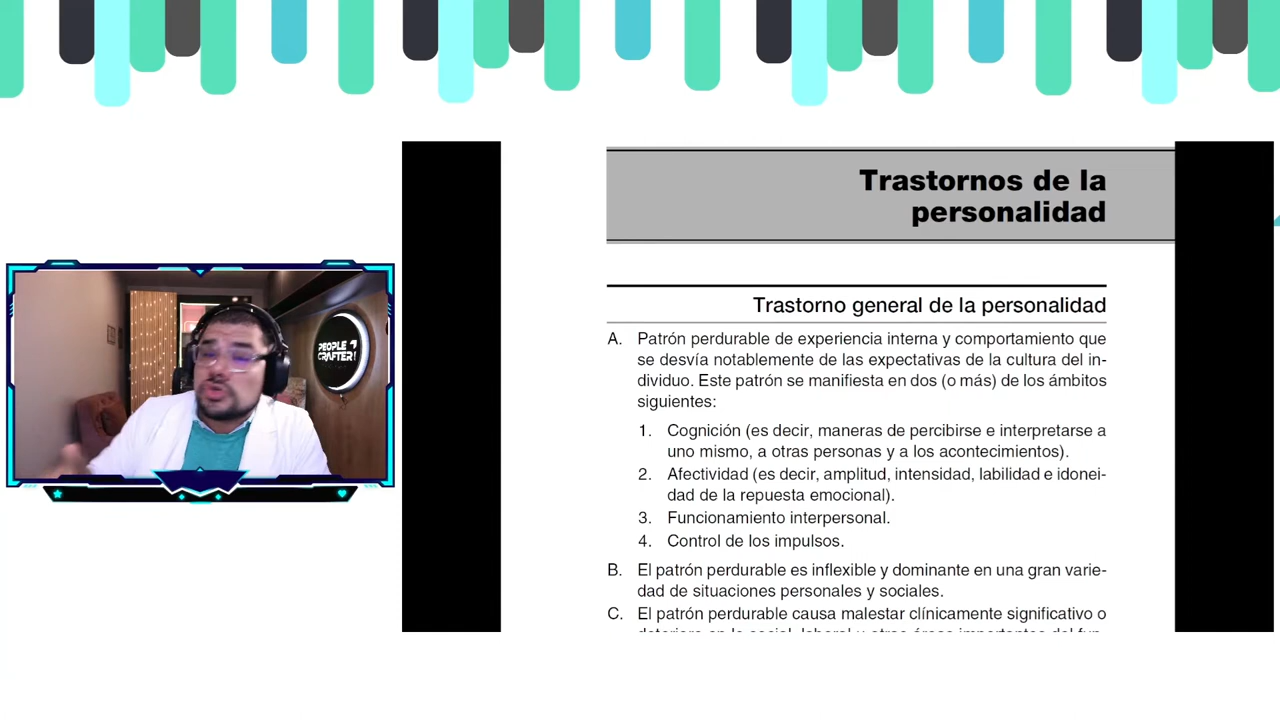 Trastornos de la
personalidad
Trastorno general de la personalidad
A. Patrón perdurable de experiencia interna y comportamiento que
se desvía notablemente de las expectativas de la cultura del in-
dividuo. Este patrón se manifiesta en dos (o más) de los ámbitos
siguientes:
1. Cognición (es decir, maneras de percibirse e interpretarse a
uno mismo, a otras personas y a los acontecimientos).
2. Afectividad (es decir, amplitud, intensidad, labilidad e idonei-
dad de la repuesta emocional).
3. Funcionamiento interpersonal.
4. Control de los impulsos.
B. El patrón perdurable es inflexible y dominante en una gran varie-
dad de situaciones personales y sociales.
C. El patrón perdurable causa malestar clínicamente significativo o
PEOPLE
CRAFTER!